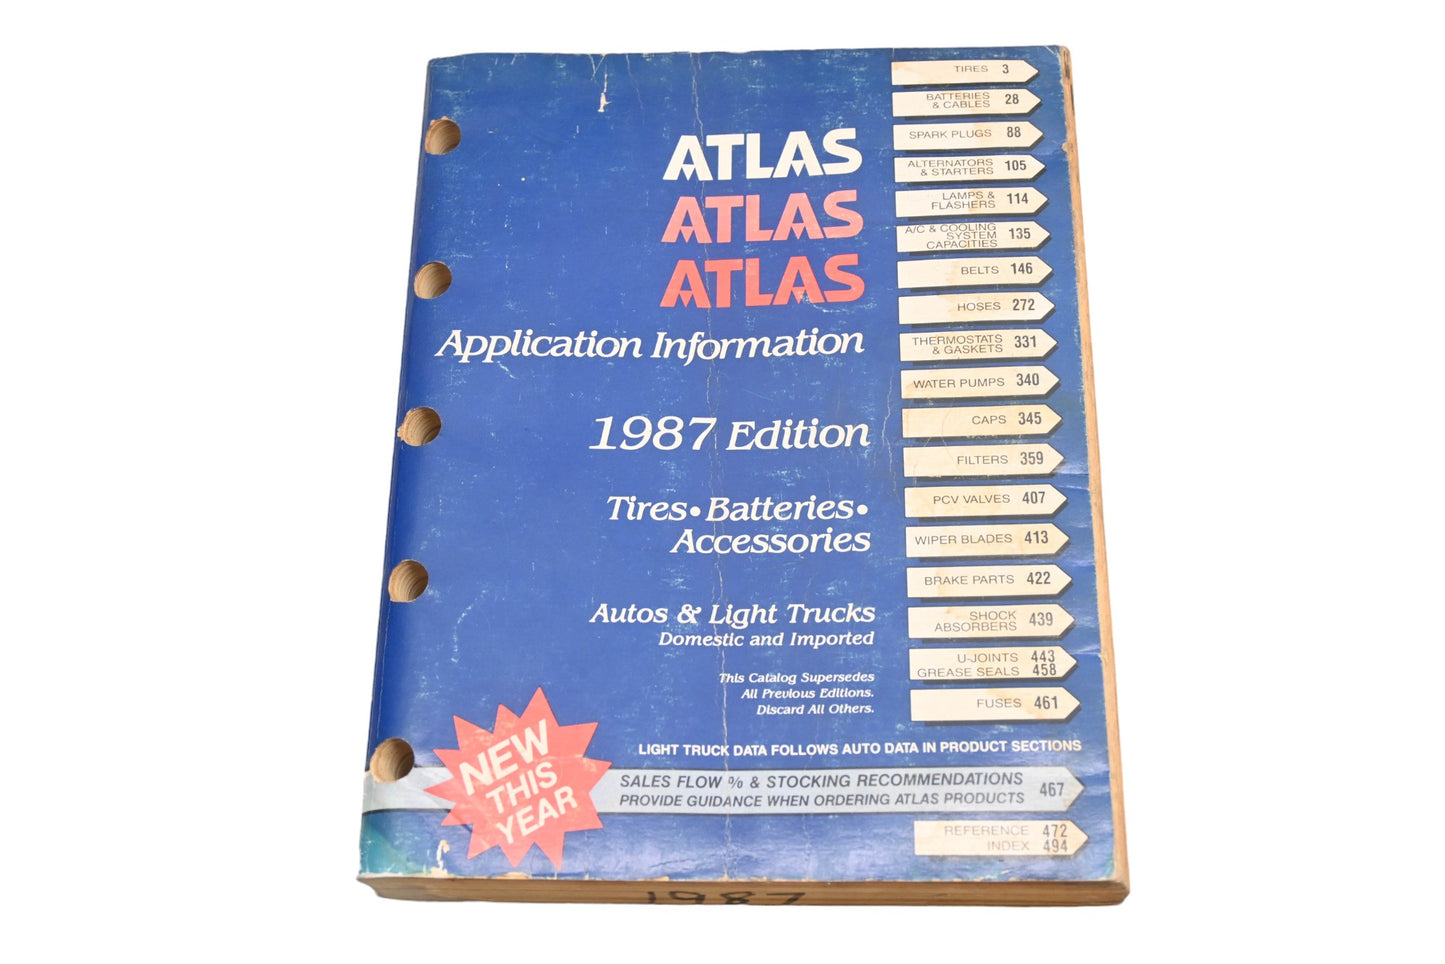 ATLAS
ATLAS
ATLAS
Application Information
1987 Edition
Tires • Batteries •
Accessories
Autos & Light Trucks
Domestic and Imported
This Catalog Supersedes
All Previous Editions.
Discard All Others.
TIRES 3
BATTERIES
& CABLES 28
SPARK PLUGS 88
ALTERNATORS
& STARTERS 105
LAMPS &
FLASHERS 114
A/C & COOLING
SYSTEM
CAPACITIES 135
BELTS 146
HOSES 272
THERMOSTATS
& GASKETS 331
WATER PUMPS 340
CAPS 345
FILTERS 359
PCV VALVES 407
WIPER BLADES 413
BRAKE PARTS 422
SHOCK
ABSORBERS 439
U-JOINTS 443
GREASE SEALS 458
FUSES 461
LIGHT TRUCK DATA FOLLOWS AUTO DATA IN PRODUCT SECTIONS
NEW
THIS
YEAR
SALES FLOW % & STOCKING RECOMMENDATIONS
PROVIDE GUIDANCE WHEN ORDERING ATLAS PRODUCTS 467
REFERENCE 472
INDEX 494
1987